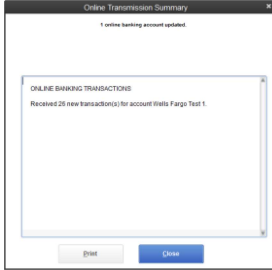 Online Transmission Summary
1 online banking account updated.
ONLINE BANKING TRANSACTIONS
Received 26 new transaction(s) for account Wells Fargo Test 1.
Print
Close